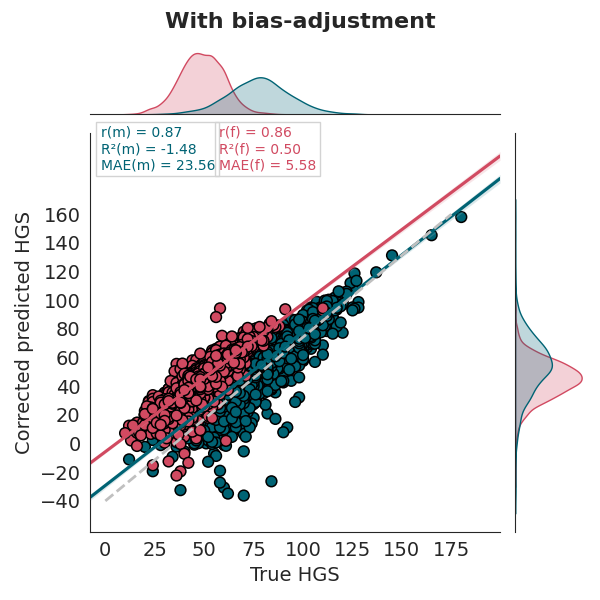 With bias-adjustment
r(m) = 0.87
R²(m) = -1.48
MAE(m) = 23.56
r(f) = 0.86
R²(f) = 0.50
MAE(f) = 5.58
Corrected predicted HGS
160
140
120
100
80
60
40
20
0
−20
−40
0 25 50 75 100 125 150 175
True HGS